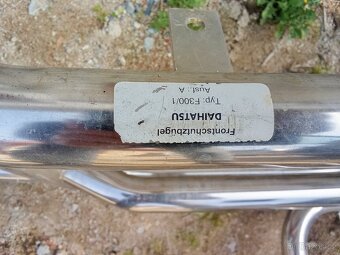 Frontschutzbügel
DAIHATSU
Typ: F300/1
Ausf.: A